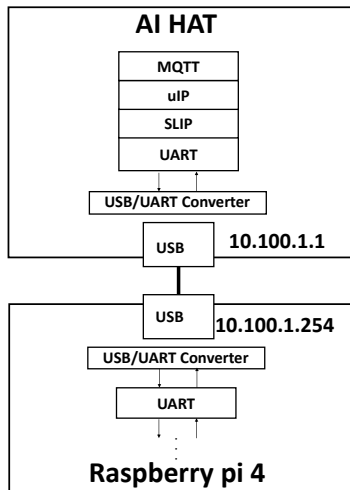 AI HAT
MQTT
uIP
SLIP
UART
USB/UART Converter
USB
10.100.1.1
USB
10.100.1.254
USB/UART Converter
UART
Raspberry pi 4